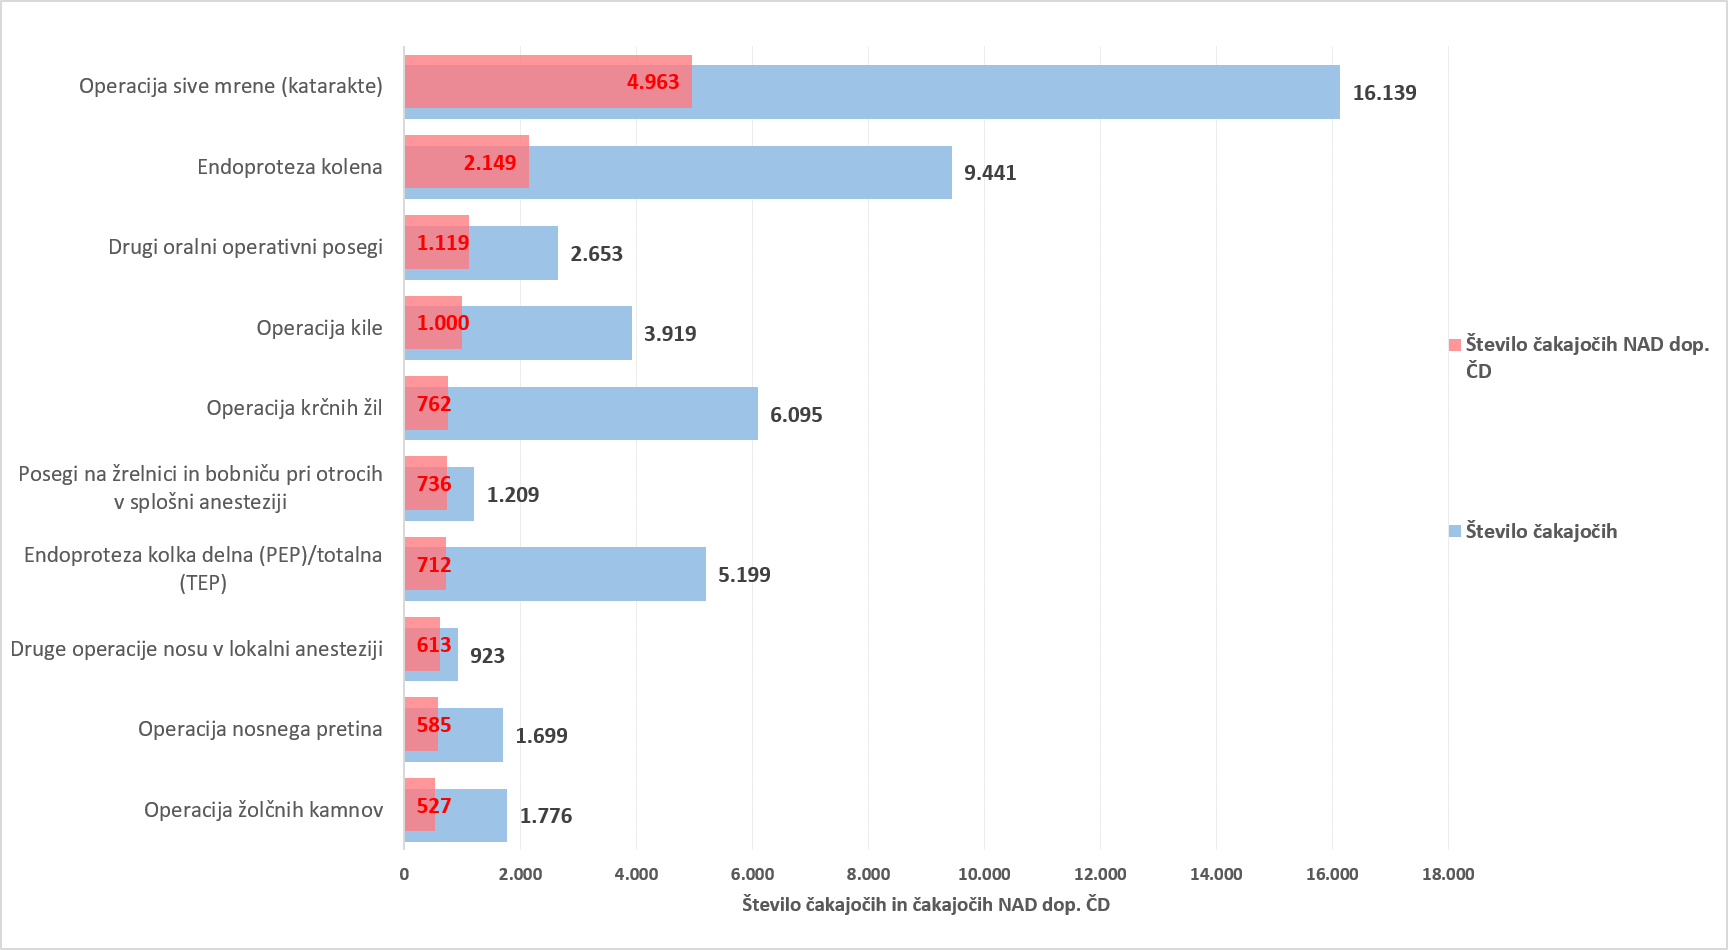 Operacija sive mrene (katarakte)
4.963
16.139
Endoproteza kolena
2.149
9.441
Drugi oralni operativni posegi
1.119
2.653
Operacija kile
1.000
3.919
Operacija krčnih žil
762
6.095
Posegi na žrelnici in bobniču pri otrocih
v splošni anesteziji
736
1.209
Endoproteza kolka delna (PEP)/totalna
(TEP)
712
5.199
Druge operacije nosu v lokalni anesteziji
613
923
Operacija nosnega pretina
585
1.699
Operacija žolčnih kamnov
527
1.776
0 2.000 4.000 6.000 8.000 10.000 12.000 14.000 16.000 18.000
Število čakajočih in čakajočih NAD dop. ČD
Število čakajočih NAD dop.
ČD
Število čakajočih